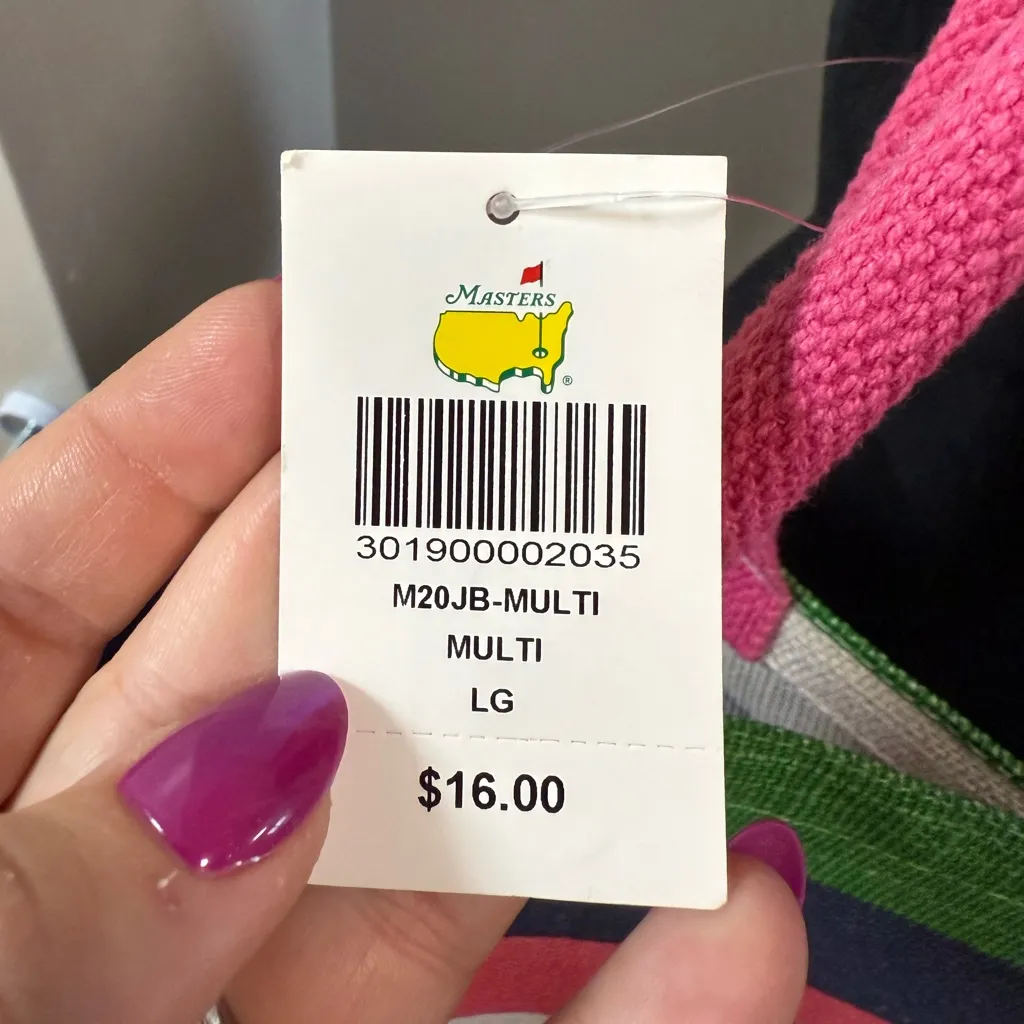 MASTERS
®
301900002035
M20JB-MULTI
MULTI
LG
$16.00